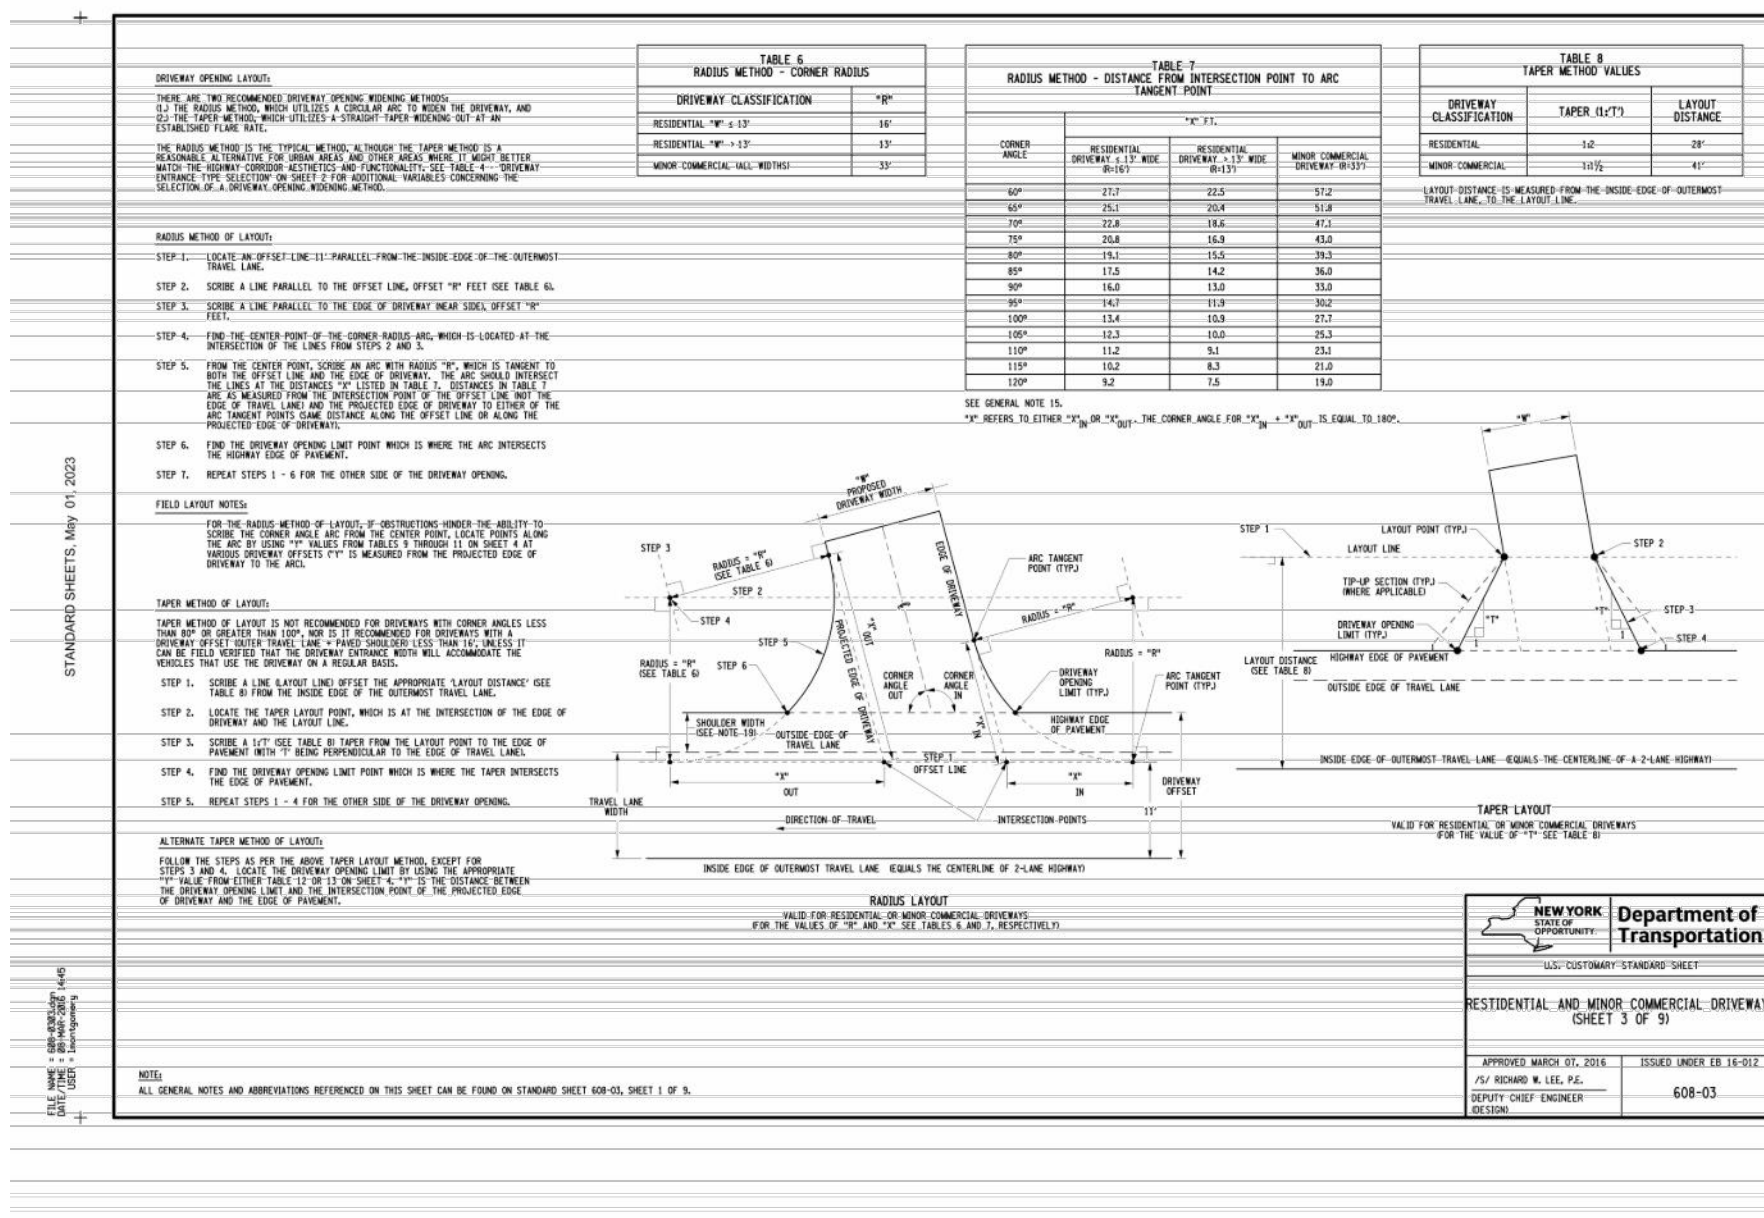 STANDARD SHEETS, May 01, 2023
FILE NAME = 608-0303.dgn
DATE/TIME = 08-MAR-2016 14:45
USER = lmontgomery
DRIVEWAY OPENING LAYOUT:
THERE ARE TWO RECOMMENDED DRIVEWAY OPENING WIDENING METHODS:
(1.) THE RADIUS METHOD, WHICH UTILIZES A CIRCULAR ARC TO WIDEN THE DRIVEWAY, AND
(2.) THE TAPER METHOD, WHICH UTILIZES A STRAIGHT TAPER WIDENING OUT AT AN
ESTABLISHED FLARE RATE.
THE RADIUS METHOD IS THE TYPICAL METHOD, ALTHOUGH THE TAPER METHOD IS A
REASONABLE ALTERNATIVE FOR URBAN AREAS AND OTHER AREAS WHERE IT MIGHT BETTER
MATCH THE HIGHWAY CORRIDOR AESTHETICS AND FUNCTIONALITY. SEE TABLE 4 - 'DRIVEWAY
ENTRANCE TYPE SELECTION' ON SHEET 2 FOR ADDITIONAL VARIABLES CONCERNING THE
SELECTION OF A DRIVEWAY OPENING WIDENING METHOD.
RADIUS METHOD OF LAYOUT:
STEP 1. LOCATE AN OFFSET LINE 11' PARALLEL FROM THE INSIDE EDGE OF THE OUTERMOST
TRAVEL LANE.
STEP 2. SCRIBE A LINE PARALLEL TO THE OFFSET LINE, OFFSET "R" FEET (SEE TABLE 6).
STEP 3. SCRIBE A LINE PARALLEL TO THE EDGE OF DRIVEWAY (NEAR SIDE), OFFSET "R"
FEET.
STEP 4. FIND THE CENTER POINT OF THE CORNER RADIUS ARC, WHICH IS LOCATED AT THE
INTERSECTION OF THE LINES FROM STEPS 2 AND 3.
STEP 5. FROM THE CENTER POINT, SCRIBE AN ARC WITH RADIUS "R", WHICH IS TANGENT TO
BOTH THE OFFSET LINE AND THE EDGE OF DRIVEWAY. THE ARC SHOULD INTERSECT
THE LINES AT THE DISTANCES "X" LISTED IN TABLE 7. DISTANCES IN TABLE 7
ARE AS MEASURED FROM THE INTERSECTION POINT OF THE OFFSET LINE (NOT THE
EDGE OF TRAVEL LANE) AND THE PROJECTED EDGE OF DRIVEWAY TO EITHER OF THE
ARC TANGENT POINTS (SAME DISTANCE ALONG THE OFFSET LINE OR ALONG THE
PROJECTED EDGE OF DRIVEWAY).
STEP 6. FIND THE DRIVEWAY OPENING LIMIT POINT WHICH IS WHERE THE ARC INTERSECTS
THE HIGHWAY EDGE OF PAVEMENT.
STEP 7. REPEAT STEPS 1 - 6 FOR THE OTHER SIDE OF THE DRIVEWAY OPENING.
FIELD LAYOUT NOTES:
FOR THE RADIUS METHOD OF LAYOUT, IF OBSTRUCTIONS HINDER THE ABILITY TO
SCRIBE THE CORNER ANGLE ARC FROM THE CENTER POINT, LOCATE POINTS ALONG
THE ARC BY USING "Y" VALUES FROM TABLES 9 THROUGH 11 ON SHEET 4 AT
VARIOUS DRIVEWAY OFFSETS ("Y" IS MEASURED FROM THE PROJECTED EDGE OF
DRIVEWAY TO THE ARC).
TAPER METHOD OF LAYOUT:
TAPER METHOD OF LAYOUT IS NOT RECOMMENDED FOR DRIVEWAYS WITH CORNER ANGLES LESS
THAN 80° OR GREATER THAN 100°, NOR IS IT RECOMMENDED FOR DRIVEWAYS WITH A
DRIVEWAY OFFSET (OUTER TRAVEL LANE + PAVED SHOULDER) LESS THAN 16', UNLESS IT
CAN BE FIELD VERIFIED THAT THE DRIVEWAY ENTRANCE WIDTH WILL ACCOMMODATE THE
VEHICLES THAT USE THE DRIVEWAY ON A REGULAR BASIS.
STEP 1. SCRIBE A LINE (LAYOUT LINE) OFFSET THE APPROPRIATE 'LAYOUT DISTANCE' (SEE
TABLE 8) FROM THE INSIDE EDGE OF THE OUTERMOST TRAVEL LANE.
STEP 2. LOCATE THE TAPER LAYOUT POINT, WHICH IS AT THE INTERSECTION OF THE EDGE OF
DRIVEWAY AND THE LAYOUT LINE.
STEP 3. SCRIBE A 1:'T' (SEE TABLE 8) TAPER FROM THE LAYOUT POINT TO THE EDGE OF
PAVEMENT (WITH 'T' BEING PERPENDICULAR TO THE EDGE OF TRAVEL LANE).
STEP 4. FIND THE DRIVEWAY OPENING LIMIT POINT WHICH IS WHERE THE TAPER INTERSECTS
THE EDGE OF PAVEMENT.
STEP 5. REPEAT STEPS 1 - 4 FOR THE OTHER SIDE OF THE DRIVEWAY OPENING.
ALTERNATE TAPER METHOD OF LAYOUT:
FOLLOW THE STEPS AS PER THE ABOVE TAPER LAYOUT METHOD, EXCEPT FOR
STEPS 3 AND 4. LOCATE THE DRIVEWAY OPENING LIMIT BY USING THE APPROPRIATE
"Y" VALUE FROM EITHER TABLE 12 OR 13 ON SHEET 4. "Y" IS THE DISTANCE BETWEEN
THE DRIVEWAY OPENING LIMIT AND THE INTERSECTION POINT OF THE PROJECTED EDGE
OF DRIVEWAY AND THE EDGE OF PAVEMENT.
NOTE:
ALL GENERAL NOTES AND ABBREVIATIONS REFERENCED ON THIS SHEET CAN BE FOUND ON STANDARD SHEET 608-03, SHEET 1 OF 9.
TABLE 6
RADIUS METHOD - CORNER RADIUS
DRIVEWAY CLASSIFICATION "R"
RESIDENTIAL "W" ≤ 13' 16'
RESIDENTIAL "W" > 13' 13'
MINOR COMMERCIAL (ALL WIDTHS) 33'
TABLE 7
RADIUS METHOD - DISTANCE FROM INTERSECTION POINT TO ARC
TANGENT POINT
"X" FT.
CORNER
ANGLE
RESIDENTIAL
DRIVEWAY ≤ 13' WIDE
(R=16')
RESIDENTIAL
DRIVEWAY > 13' WIDE
(R=13')
MINOR COMMERCIAL
DRIVEWAY (R=33')
60° 27.7 22.5 57.2
65° 25.1 20.4 51.8
70° 22.8 18.6 47.1
75° 20.8 16.9 43.0
80° 19.1 15.5 39.3
85° 17.5 14.2 36.0
90° 16.0 13.0 33.0
95° 14.7 11.9 30.2
100° 13.4 10.9 27.7
105° 12.3 10.0 25.3
110° 11.2 9.1 23.1
115° 10.2 8.3 21.0
120° 9.2 7.5 19.0
SEE GENERAL NOTE 15.
"X" REFERS TO EITHER "X"IN OR "X"OUT. THE CORNER ANGLE FOR "X"IN + "X"OUT IS EQUAL TO 180°.
TABLE 8
TAPER METHOD VALUES
DRIVEWAY
CLASSIFICATION
TAPER (1:'T')
LAYOUT
DISTANCE
RESIDENTIAL 1:2 28'
MINOR COMMERCIAL 1:1½ 41'
LAYOUT DISTANCE IS MEASURED FROM THE INSIDE EDGE OF OUTERMOST
TRAVEL LANE, TO THE LAYOUT LINE.
"W"
PROPOSED
DRIVEWAY WIDTH
STEP 3
RADIUS = "R"
(SEE TABLE 6)
STEP 2
STEP 4
STEP 5
STEP 6
RADIUS = "R"
(SEE TABLE 6)
"X"
OUT
PROJECTED EDGE OF DRIVEWAY
EDGE OF DRIVEWAY
ARC TANGENT
POINT (TYP.)
RADIUS = "R"
RADIUS = "R"
CORNER
ANGLE
OUT
CORNER
ANGLE
IN
"X" IN
DRIVEWAY
OPENING
LIMIT (TYP.)
ARC TANGENT
POINT (TYP.)
SHOULDER WIDTH
(SEE NOTE 19)
OUTSIDE EDGE OF
TRAVEL LANE
HIGHWAY EDGE
OF PAVEMENT
STEP 1
OFFSET LINE
"X"
OUT
"X"
IN
DRIVEWAY
OFFSET
TRAVEL LANE
WIDTH
11'
DIRECTION OF TRAVEL
INTERSECTION POINTS
INSIDE EDGE OF OUTERMOST TRAVEL LANE (EQUALS THE CENTERLINE OF 2-LANE HIGHWAY)
RADIUS LAYOUT
VALID FOR RESIDENTIAL OR MINOR COMMERCIAL DRIVEWAYS
(FOR THE VALUES OF "R" AND "X" SEE TABLES 6 AND 7, RESPECTIVELY)
"W"
STEP 1
LAYOUT POINT (TYP.)
LAYOUT LINE
STEP 2
TIP-UP SECTION (TYP.)
(WHERE APPLICABLE)
"T"
"T"
1
1
STEP 3
DRIVEWAY OPENING
LIMIT (TYP.)
STEP 4
LAYOUT DISTANCE
(SEE TABLE 8)
HIGHWAY EDGE OF PAVEMENT
OUTSIDE EDGE OF TRAVEL LANE
INSIDE EDGE OF OUTERMOST TRAVEL LANE (EQUALS THE CENTERLINE OF A 2-LANE HIGHWAY)
TAPER LAYOUT
VALID FOR RESIDENTIAL OR MINOR COMMERCIAL DRIVEWAYS
(FOR THE VALUE OF "T" SEE TABLE 8)
NEW YORK
STATE OF
OPPORTUNITY.
Department of
Transportation
U.S. CUSTOMARY STANDARD SHEET
RESTIDENTIAL AND MINOR COMMERCIAL DRIVEWAY
(SHEET 3 OF 9)
APPROVED MARCH 07, 2016
ISSUED UNDER EB 16-012
/S/ RICHARD W. LEE, P.E.
DEPUTY CHIEF ENGINEER
(DESIGN)
608-03